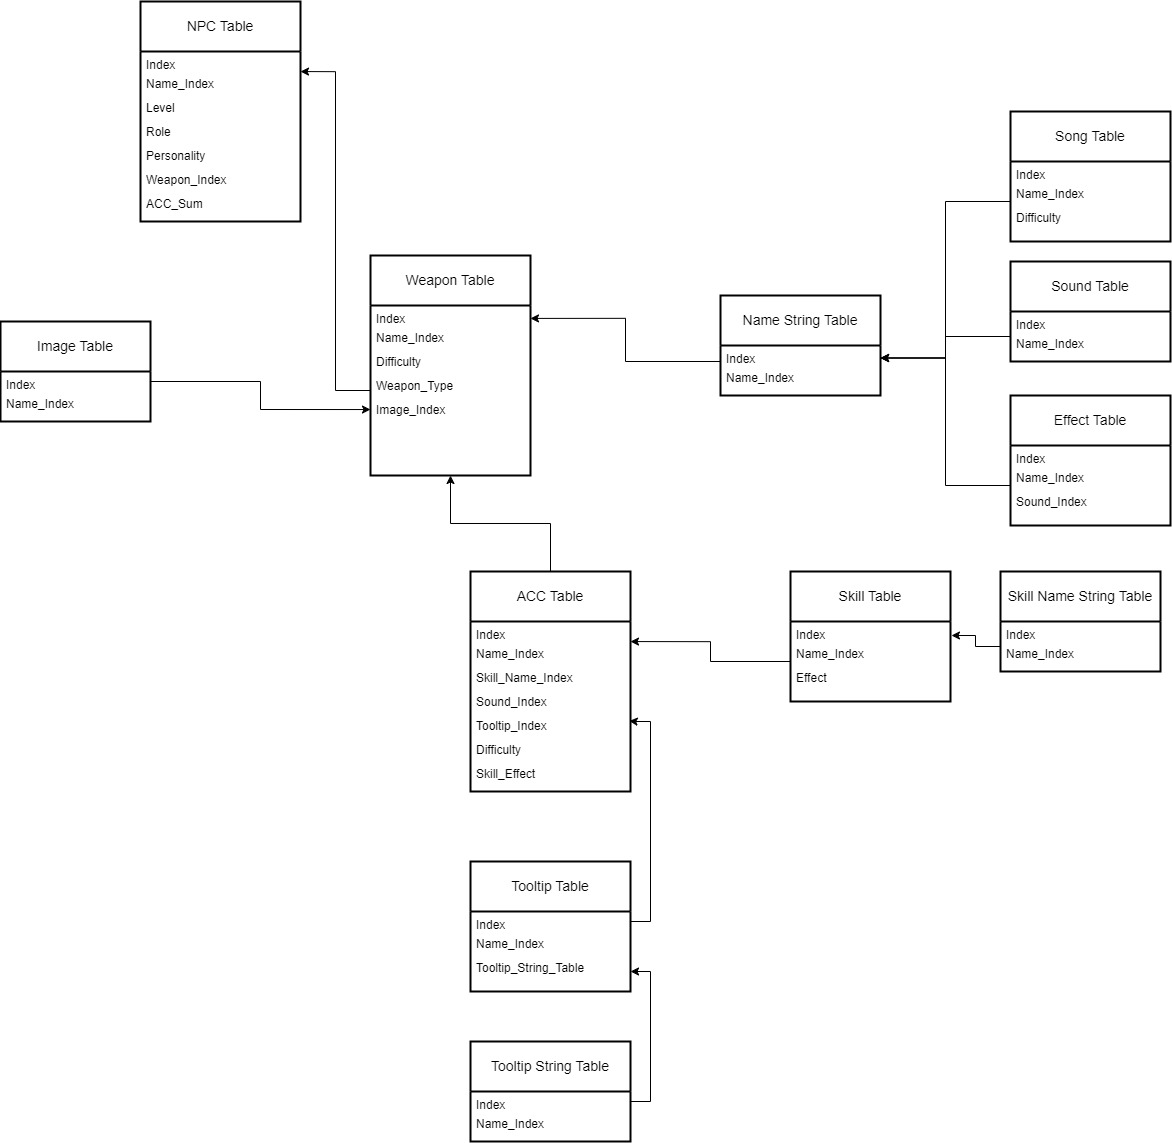 NPC Table
Index
Name_Index
Level
Role
Personality
Weapon_Index
ACC_Sum
Song Table
Index
Name_Index
Difficulty
Weapon Table
Index
Name_Index
Difficulty
Weapon_Type
Image_Index
Sound Table
Index
Name_Index
Name String Table
Index
Name_Index
Image Table
Index
Name_Index
Effect Table
Index
Name_Index
Sound_Index
ACC Table
Index
Name_Index
Skill_Name_Index
Sound_Index
Tooltip_Index
Difficulty
Skill_Effect
Skill Table
Index
Name_Index
Effect
Skill Name String Table
Index
Name_Index
Tooltip Table
Index
Name_Index
Tooltip_String_Table
Tooltip String Table
Index
Name_Index